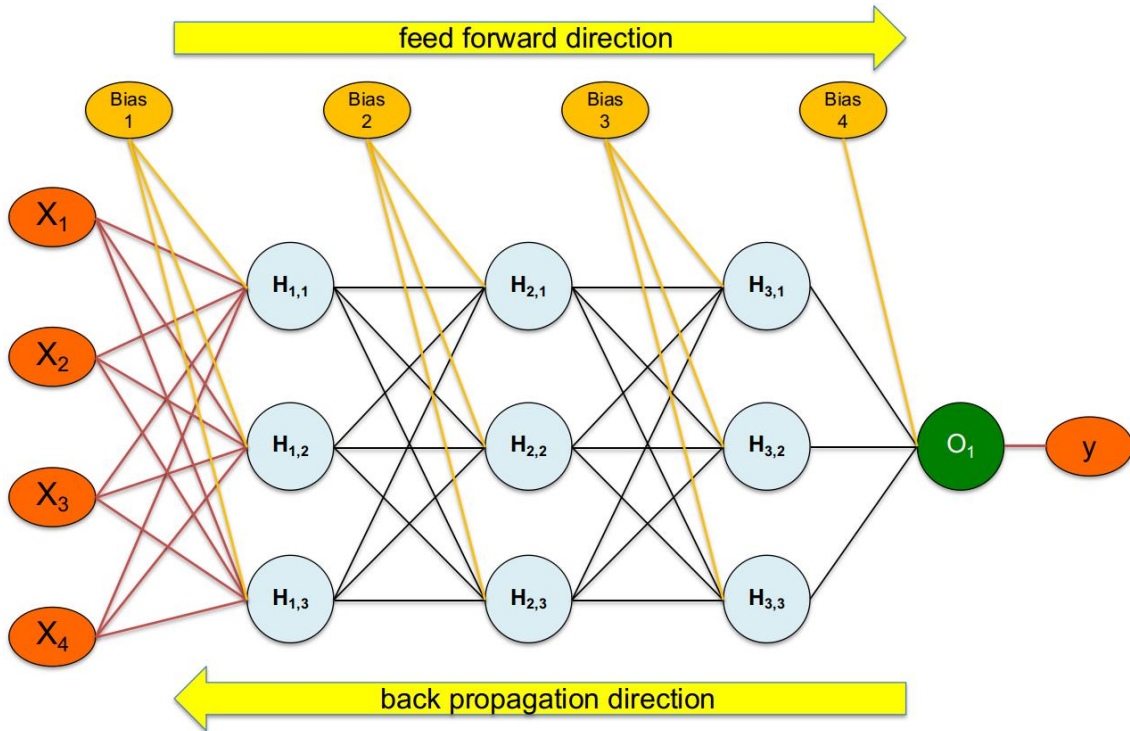 feed forward direction
Bias
1
Bias
2
Bias
3
Bias
4
X₁
X₂
X₃
X₄
H₁,₁
H₂,₁
H₃,₁
H₁,₂
H₂,₂
H₃,₂
H₁,₃
H₂,₃
H₃,₃
O₁
y
back propagation direction